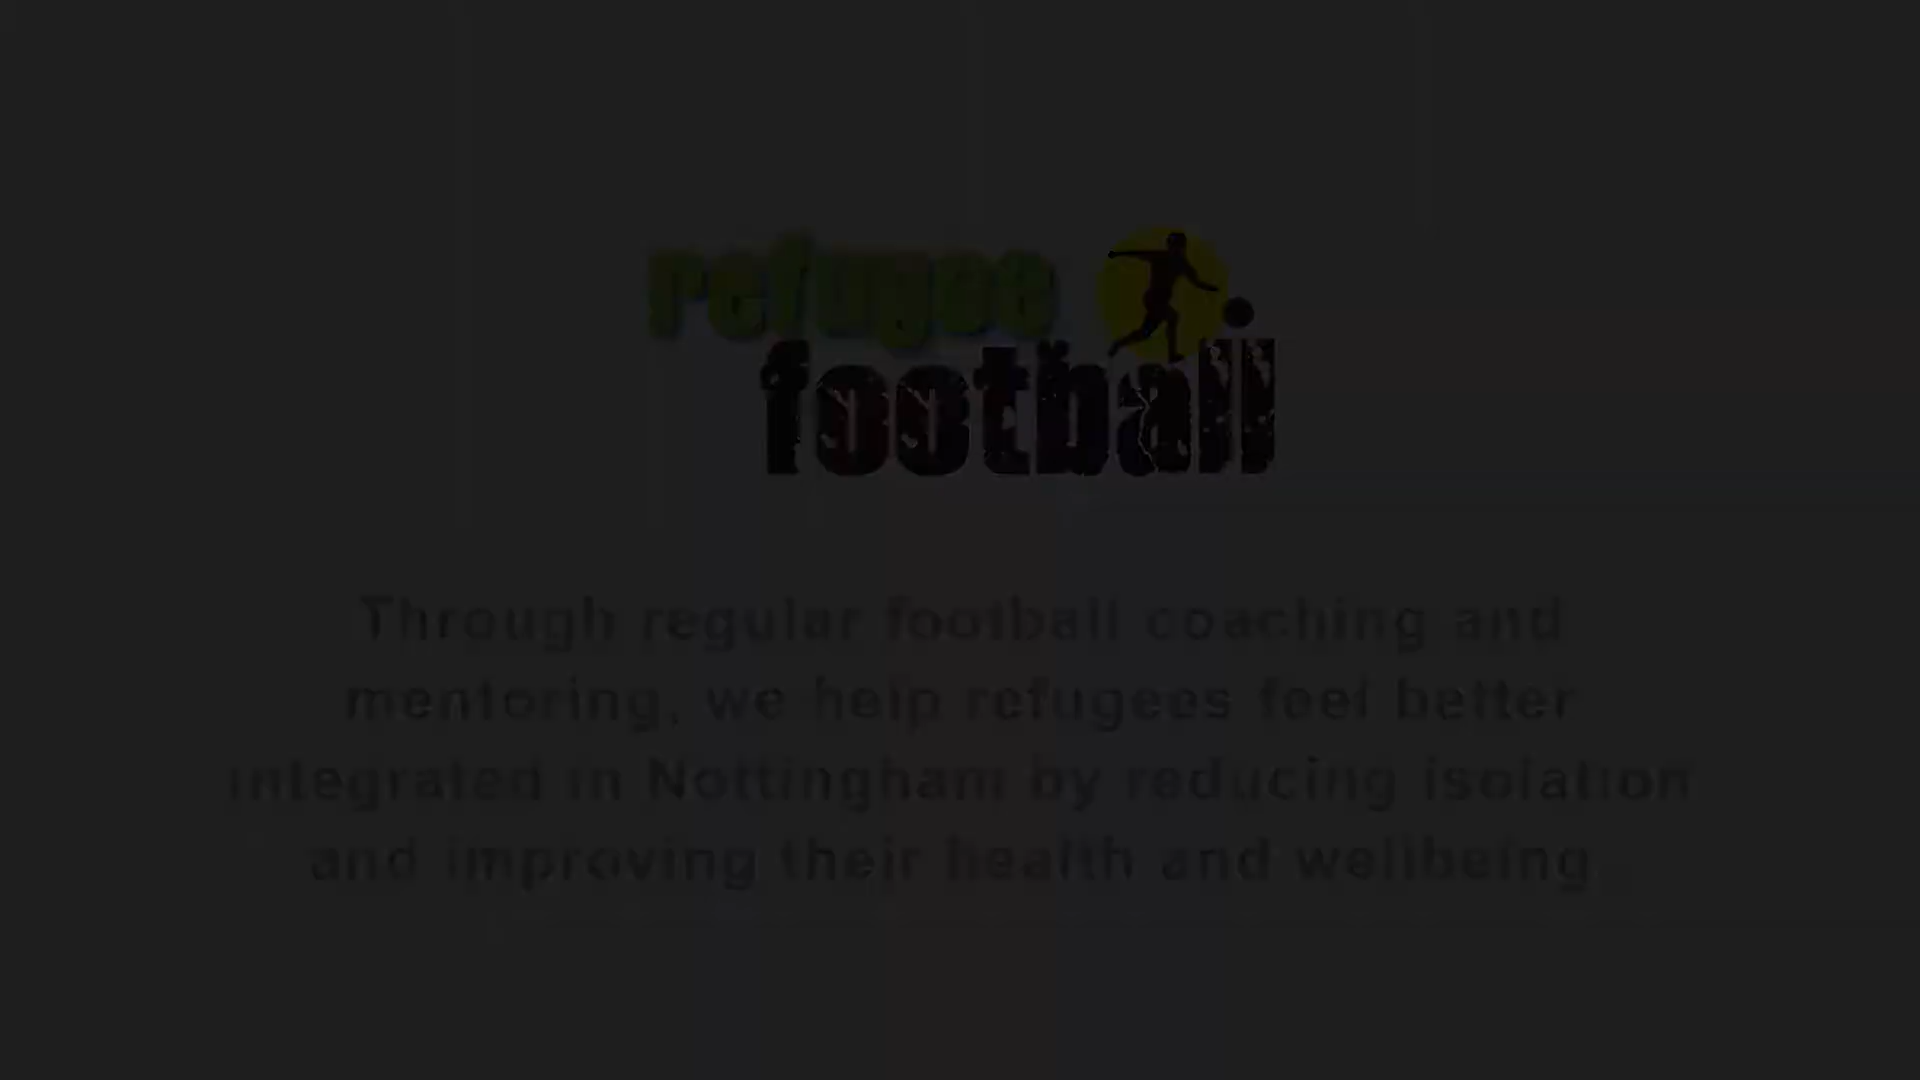 refugee
football
Through regular football coaching and
mentoring, we help refugees feel better
integrated in Nottingham by reducing isolation
and improving their health and wellbeing